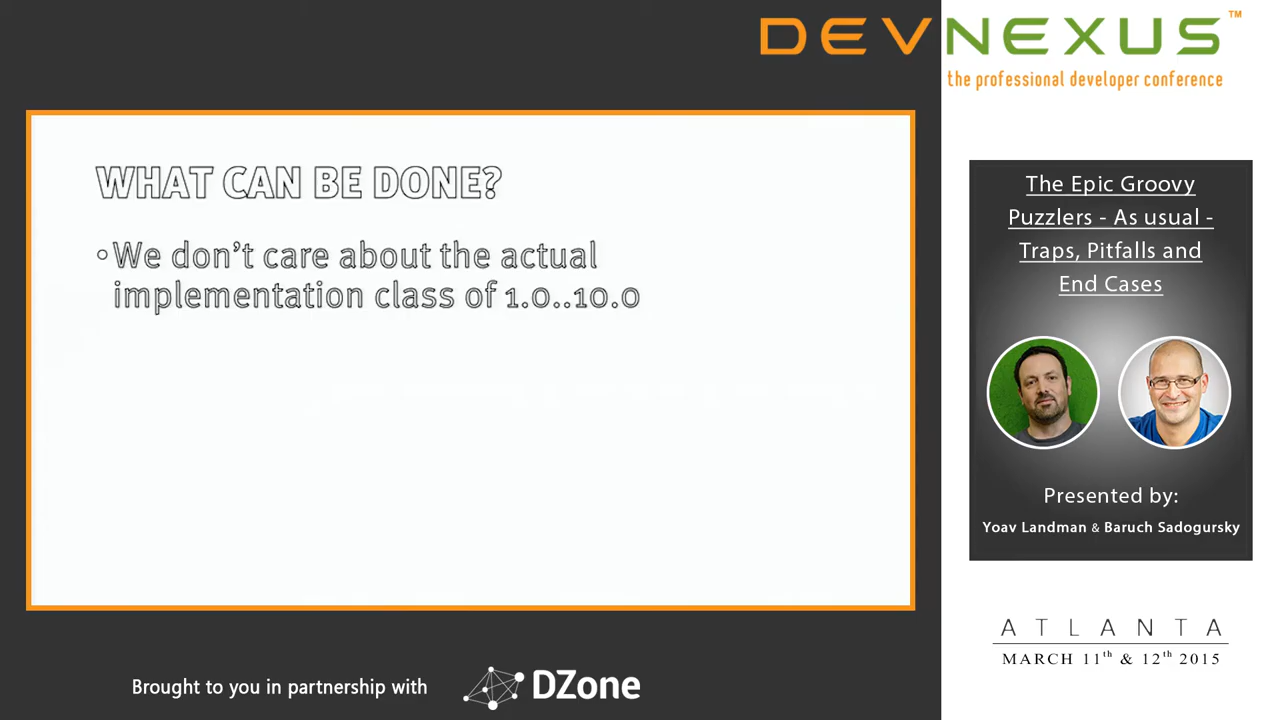 DEVNEXUS™
the professional developer conference
WHAT CAN BE DONE?
◦We don’t care about the actual
implementation class of 1.0..10.0
The Epic Groovy
Puzzlers - As usual -
Traps, Pitfalls and
End Cases
Presented by:
Yoav Landman & Baruch Sadogursky
ATLANTA
MARCH 11th & 12th 2015
Brought to you in partnership with
DZone